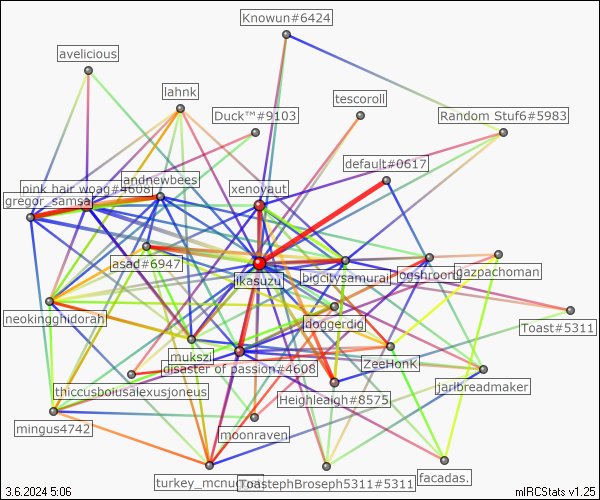 Knowun#6424
avelicious
lahnk
tescoroll
Duck™#9103
Random Stuf6#5983
default#0617
andnewbees
pink hair woag#4608
xenoyaut
gregor_samsa
asad#6947
ikasuzu
bigcitysamurai
ogshroom
gazpachoman
neokingghidorah
doggerdig
Toast#5311
mukszi
disaster of passion#4608
ZeeHonk
thiccusboiusalexusjoneus
Heighleaigh#8575
jarlbreadmaker
mingus4742
moonraven
turkey_mcnu
ToastephBroseph5311#5311
facadas.
3.6.2024 5:06
mIRCStats v1.25